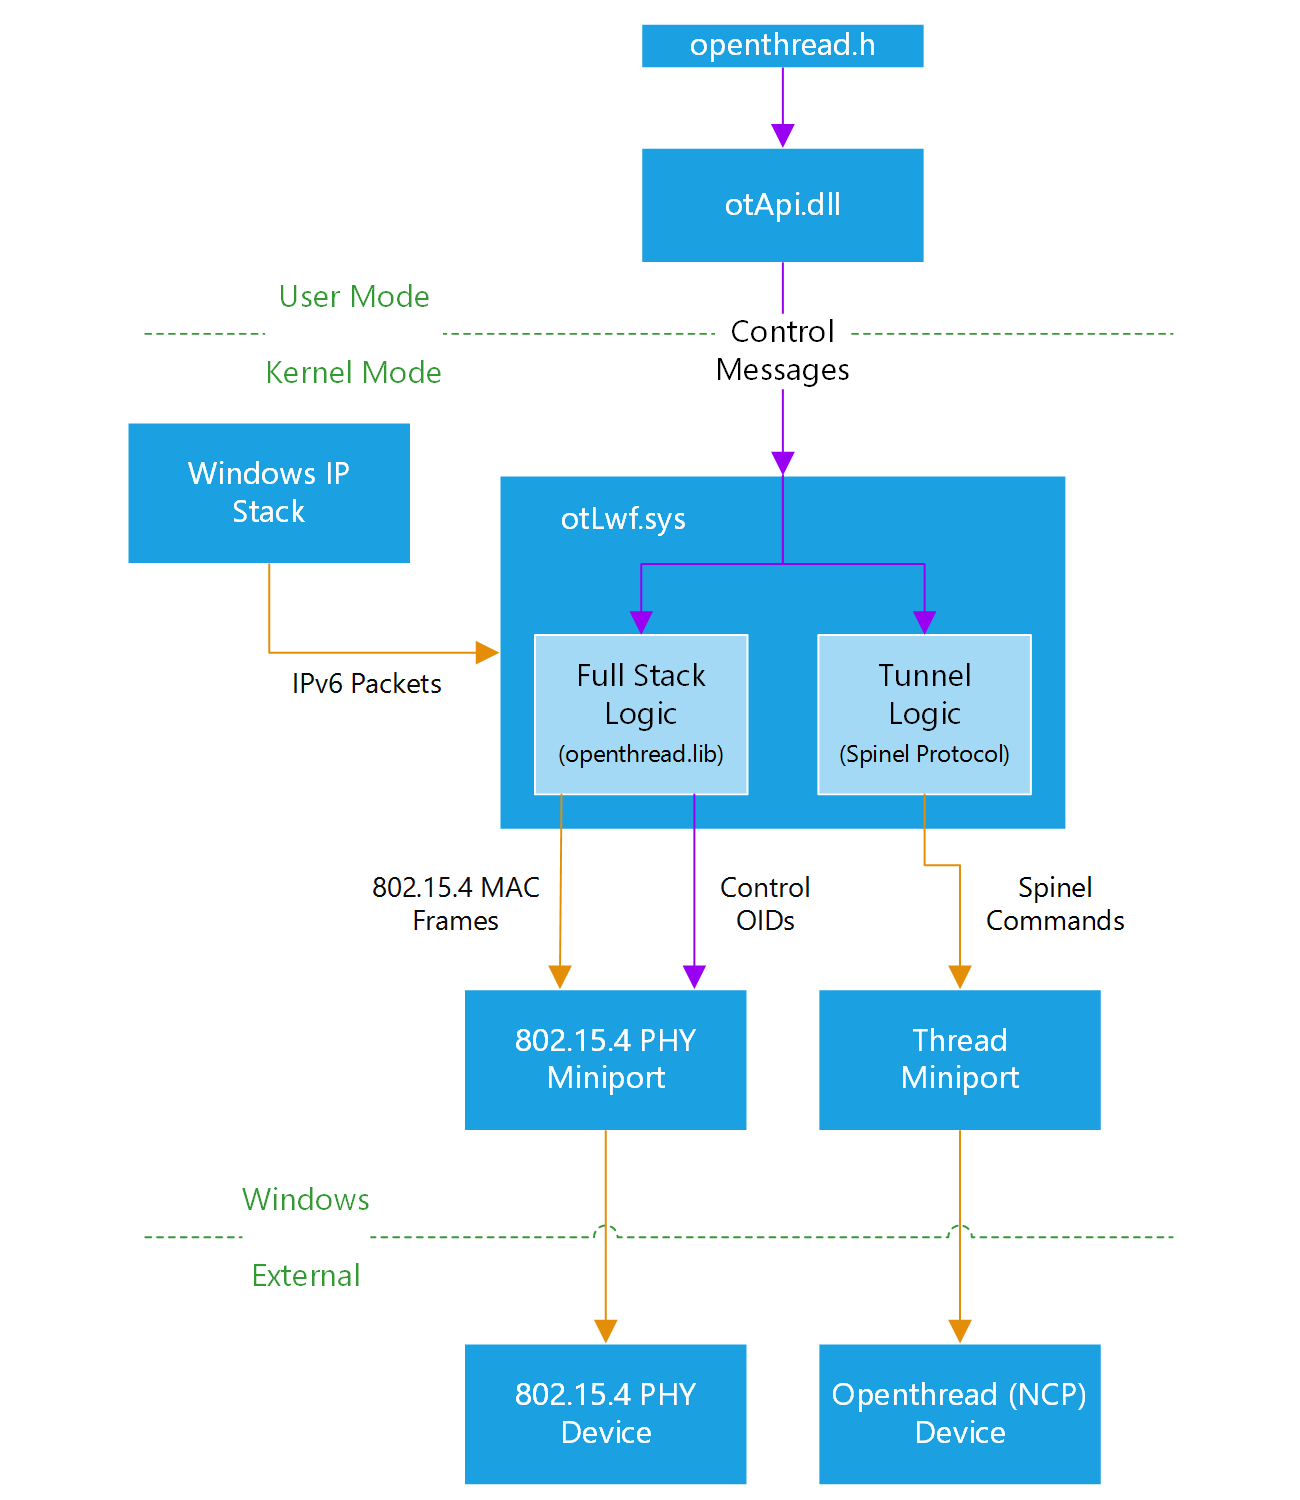 openthread.h
otApi.dll
User Mode
Control
Messages
Kernel Mode
Windows IP
Stack
otLwf.sys
IPv6 Packets
Full Stack
Logic
(openthread.lib)
Tunnel
Logic
(Spinel Protocol)
802.15.4 MAC
Frames
Control
OIDs
Spinel
Commands
802.15.4 PHY
Miniport
Thread
Miniport
Windows
External
802.15.4 PHY
Device
Openthread (NCP)
Device